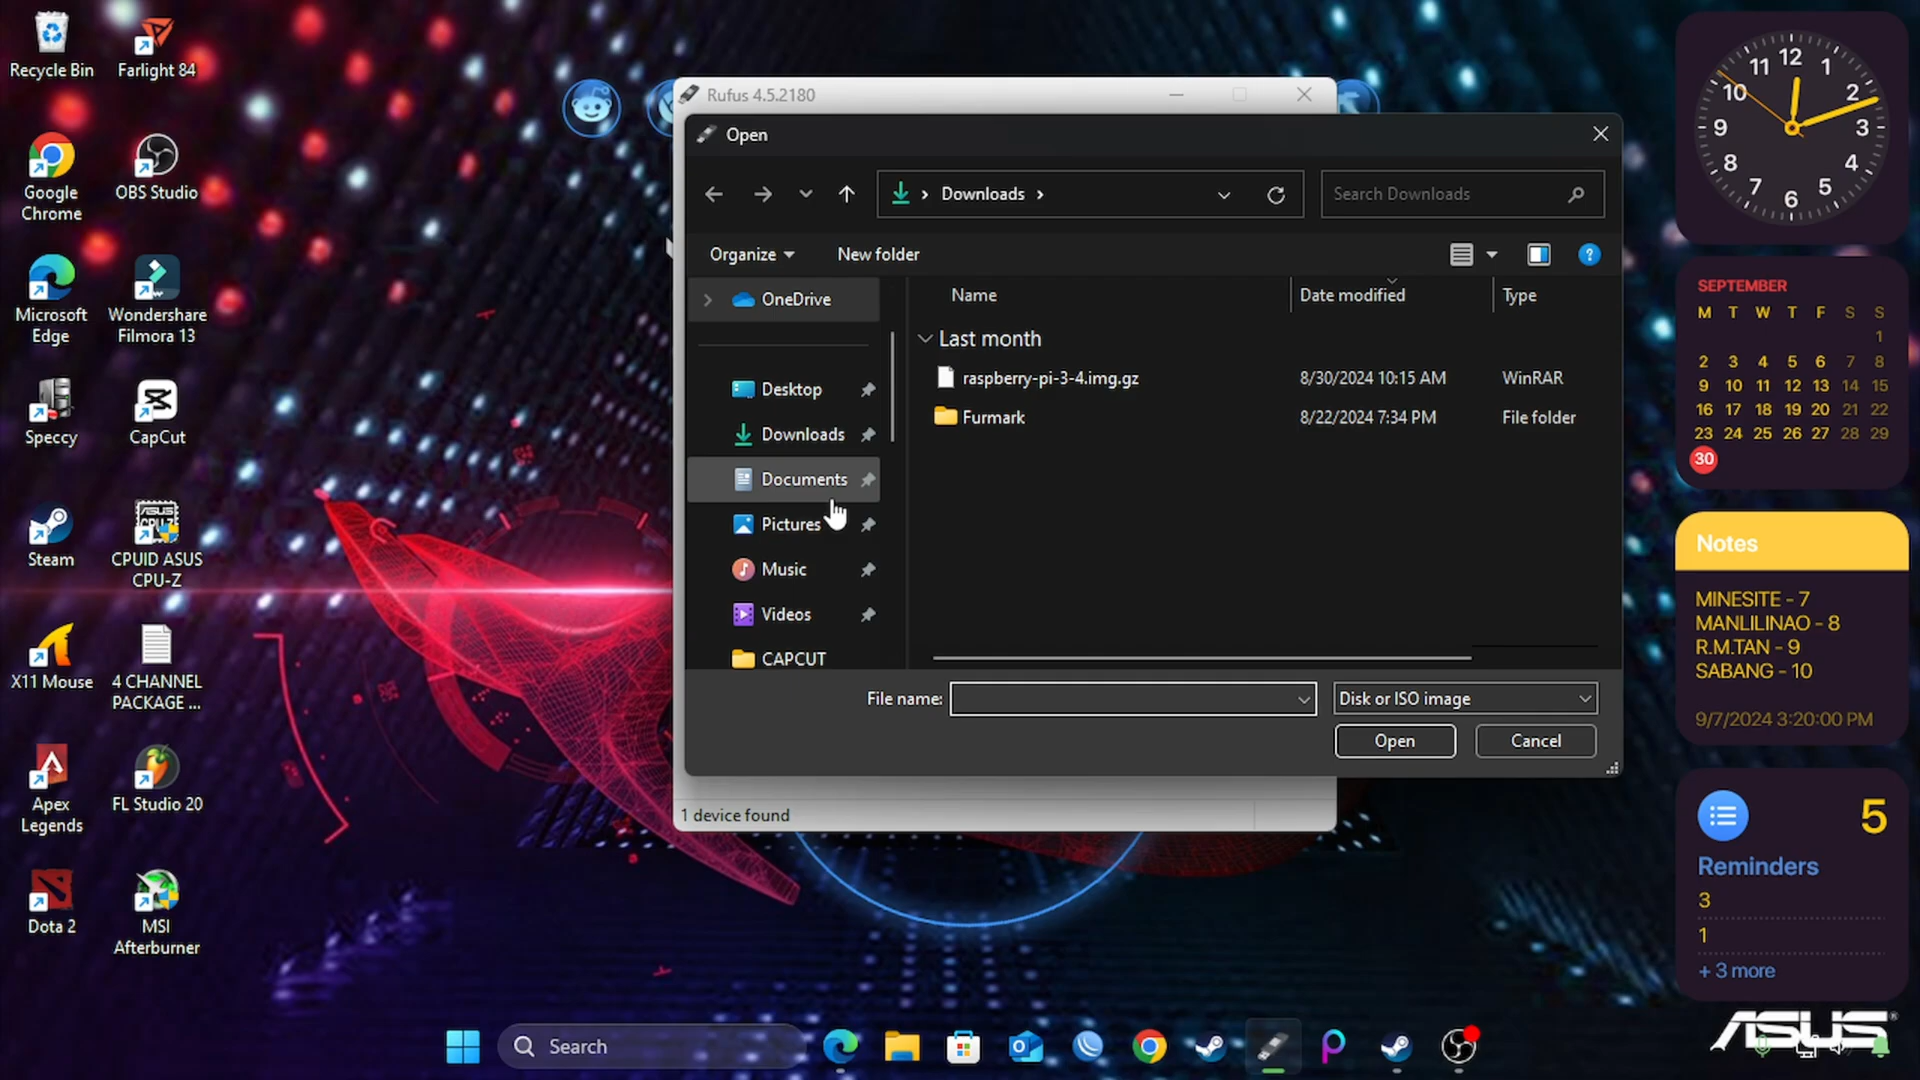 Recycle Bin
Farlight 84
Google
Chrome
OBS Studio
Microsoft
Edge
Wondershare
Filmora 13
Speccy
CapCut
Steam
ASUS
CPU-Z
CPUID ASUS
CPU-Z
X11 Mouse
4 CHANNEL
PACKAGE ...
Apex
Legends
FL Studio 20
Dota 2
MSI
Afterburner
Rufus 4.5.2180
Open
Downloads
Search Downloads
Organize
New folder
?
OneDrive
Desktop
Downloads
Documents
Pictures
Music
Videos
CAPCUT
Name
Date modified
Type
Last month
raspberry-pi-3-4.img.gz
8/30/2024 10:15 AM
WinRAR
Furmark
8/22/2024 7:34 PM
File folder
File name:
Disk or ISO image
Open
Cancel
1 device found
12
1
2
3
4
5
6
7
8
9
10
11
SEPTEMBER
M T W T F S S
1
2 3 4 5 6 7 8
9 10 11 12 13 14 15
16 17 18 19 20 21 22
23 24 25 26 27 28 29
30
Notes
MINESITE - 7
MANLILINAO - 8
R.M.TAN - 9
SABANG - 10
9/7/2024 3:20:00 PM
5
Reminders
3
1
+ 3 more
ASUS
Search